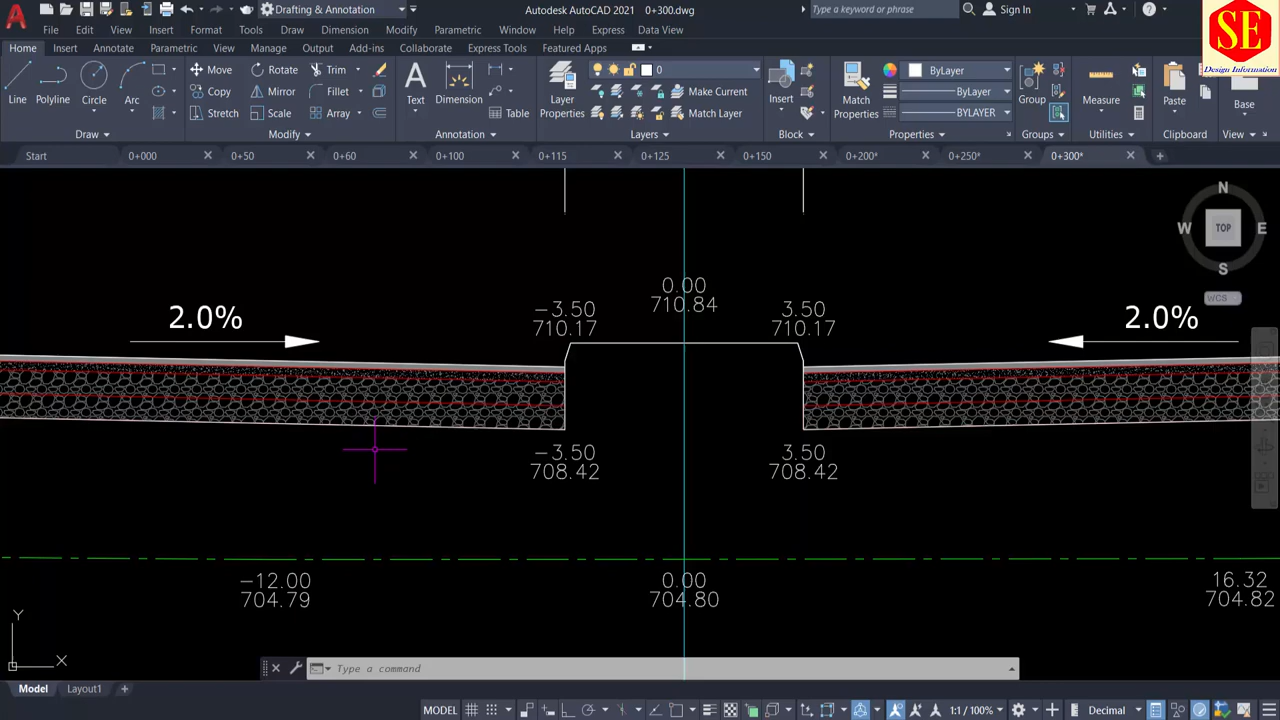 Drafting & Annotation
Autodesk AutoCAD 2021 0+300.dwg
Type a keyword or phrase
Sign In
SE
Design Information
File Edit View Insert Format Tools Draw Dimension Modify Parametric Window Help Express Data View
Home Insert Annotate Parametric View Manage Output Add-ins Collaborate Express Tools Featured Apps
Line
Polyline
Circle
Arc
Draw
Move
Rotate
Trim
Copy
Mirror
Fillet
Stretch
Scale
Array
Modify
Text
Dimension
Table
Annotation
Layer
Properties
0
Make Current
Match Layer
Layers
Insert
Block
Match
Properties
ByLayer
ByLayer
BYLAYER
Properties
Group
Groups
Measure
Utilities
Paste
Clipboard
Base
View
Start 0+000 0+50 0+60 0+100 0+115 0+125 0+150 0+200* 0+250* 0+300*
N
W TOP E
S
WCS
2.0%
-3.50
710.17
0.00
710.84
3.50
710.17
2.0%
-3.50
708.42
3.50
708.42
-12.00
704.79
0.00
704.80
16.32
704.82
Y
X
Type a command
Model Layout1
MODEL
1:1 / 100%
Decimal